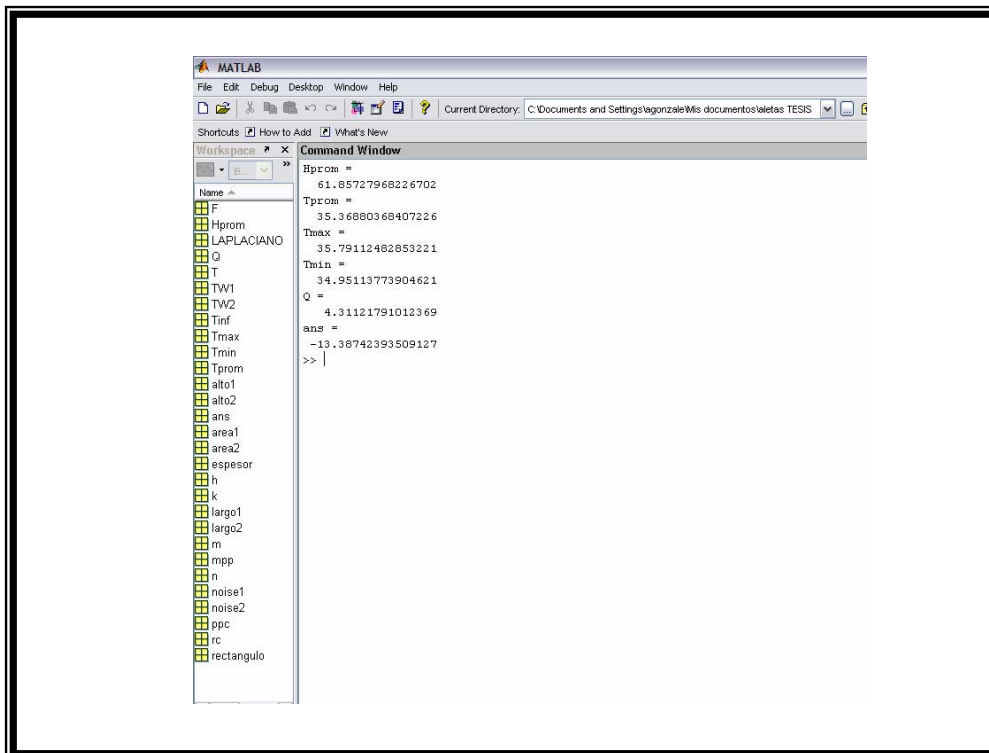 MATLAB
File Edit Debug Desktop Window Help
Current Directory: C:\Documents and Settings\agonzale\Mis documentos\aletas TESIS
Shortcuts How to Add What's New
Workspace
B...
Name
F
Hprom
LAPLACIANO
Q
T
TW1
TW2
Tinf
Tmax
Tmin
Tprom
alto1
alto2
ans
area1
area2
espesor
h
k
largo1
largo2
m
mpp
n
noise1
noise2
ppc
rc
rectangulo
Command Window
Hprom =
61.85727968226702
Tprom =
35.36880368407226
Tmax =
35.79112482853221
Tmin =
34.95113773904621
Q =
4.31121791012369
ans =
-13.38742393509127
>>